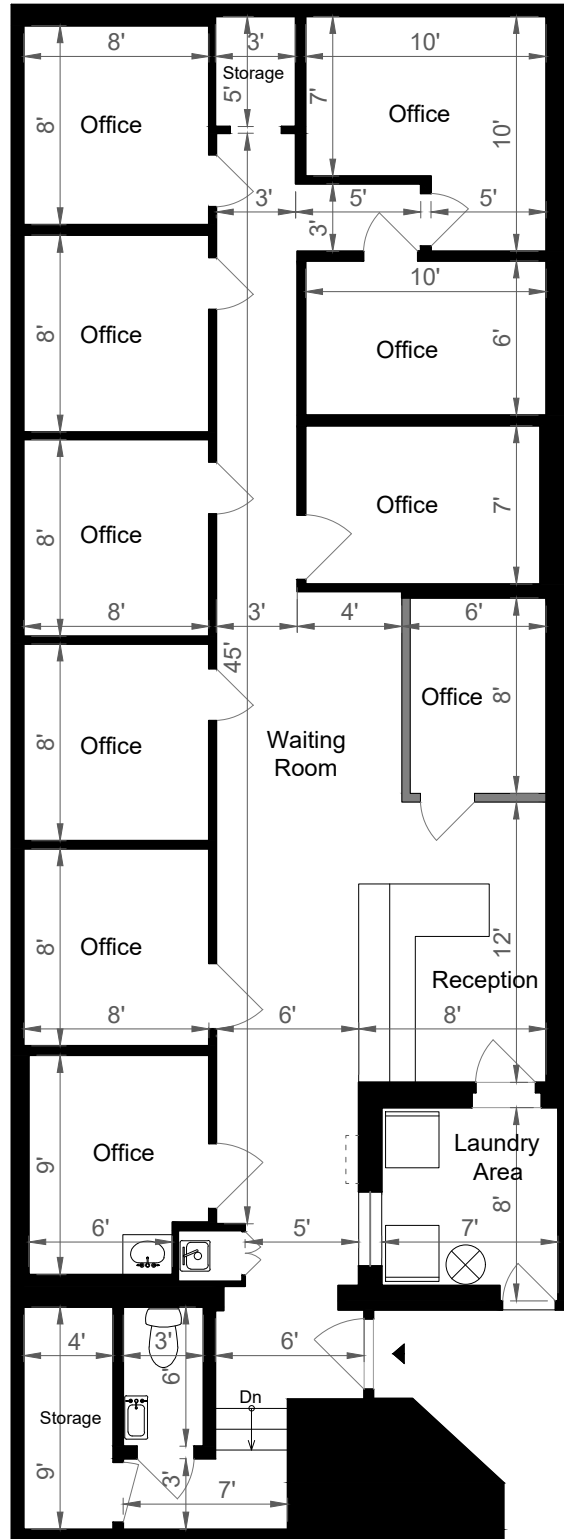 8'
3'
10'
Storage
5'
7'
8'
Office
Office
10'
3'
5'
5'
3'
10'
8'
Office
Office
6'
8'
Office
Office
7'
8'
3'
4'
6'
45'
8'
Office
Waiting
Room
Office
8'
8'
Office
12'
Reception
8'
6'
8'
9'
Office
Laundry
Area
8'
6'
5'
7'
4'
3'
6'
6'
Dn
Storage
9'
3'
7'